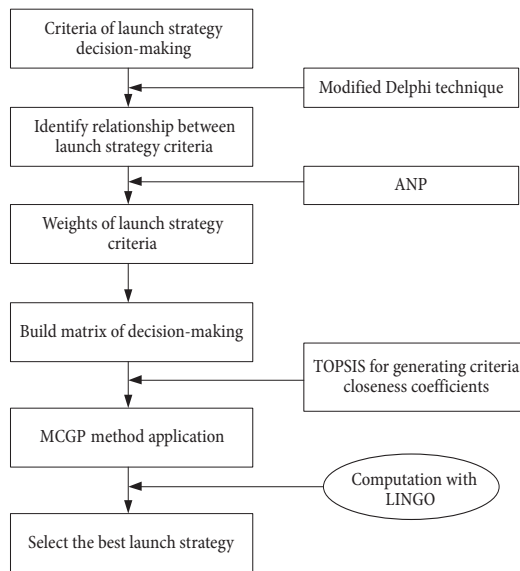 Criteria of launch strategy
decision-making
Modified Delphi technique
Identify relationship between
launch strategy criteria
ANP
Weights of launch strategy
criteria
Build matrix of decision-making
TOPSIS for generating criteria
closeness coefficients
MCGP method application
Computation with
LINGO
Select the best launch strategy